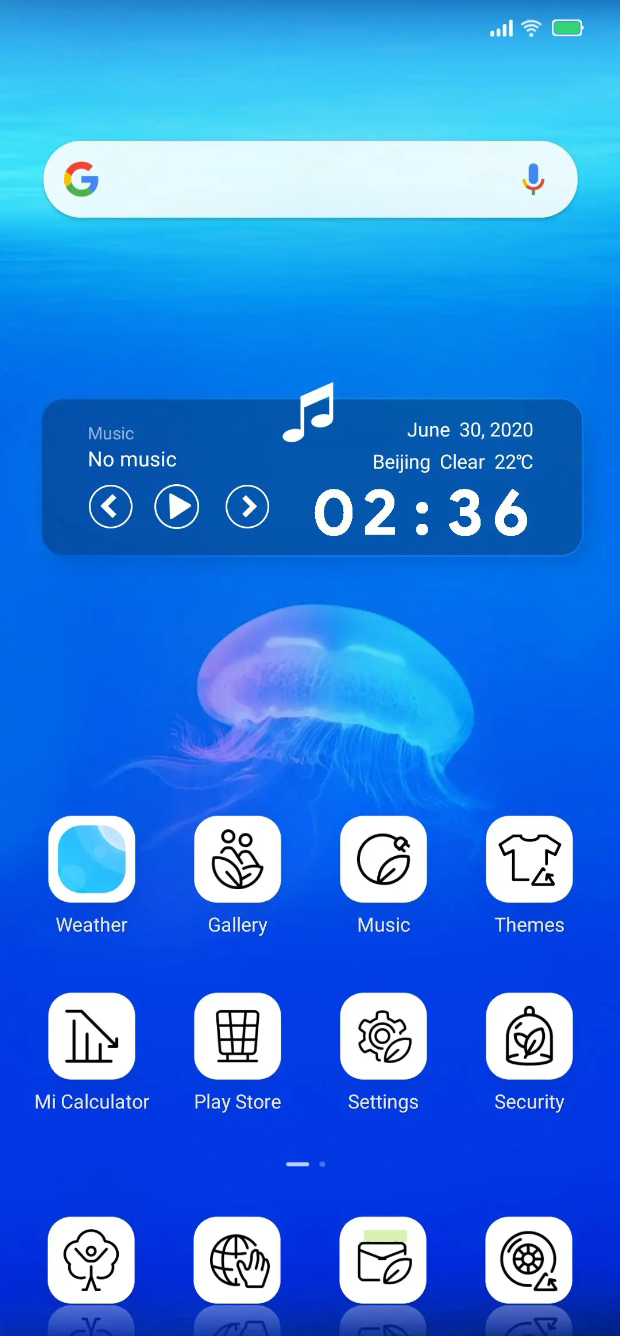 Music
No music
June 30, 2020
Beijing Clear 22℃
02:36
Weather
Gallery
Music
Themes
Mi Calculator
Play Store
Settings
Security